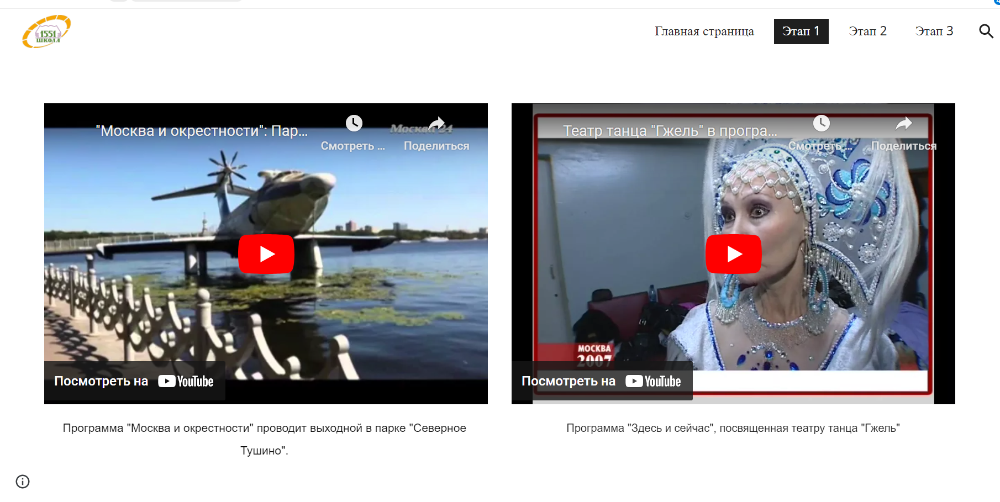 1551
ШКОЛА
Главная страница
Этап 1
Этап 2
Этап 3
"Москва и окрестности": Пар...
Смотреть ...
Поделиться
Москва 24
Посмотреть на YouTube
Театр танца "Гжель" в програ...
Смотреть ...
Поделиться
МОСКВА
2007
Посмотреть на YouTube
Программа "Москва и окрестности" проводит выходной в парке "Северное
Тушино".
Программа "Здесь и сейчас", посвященная театру танца "Гжель"